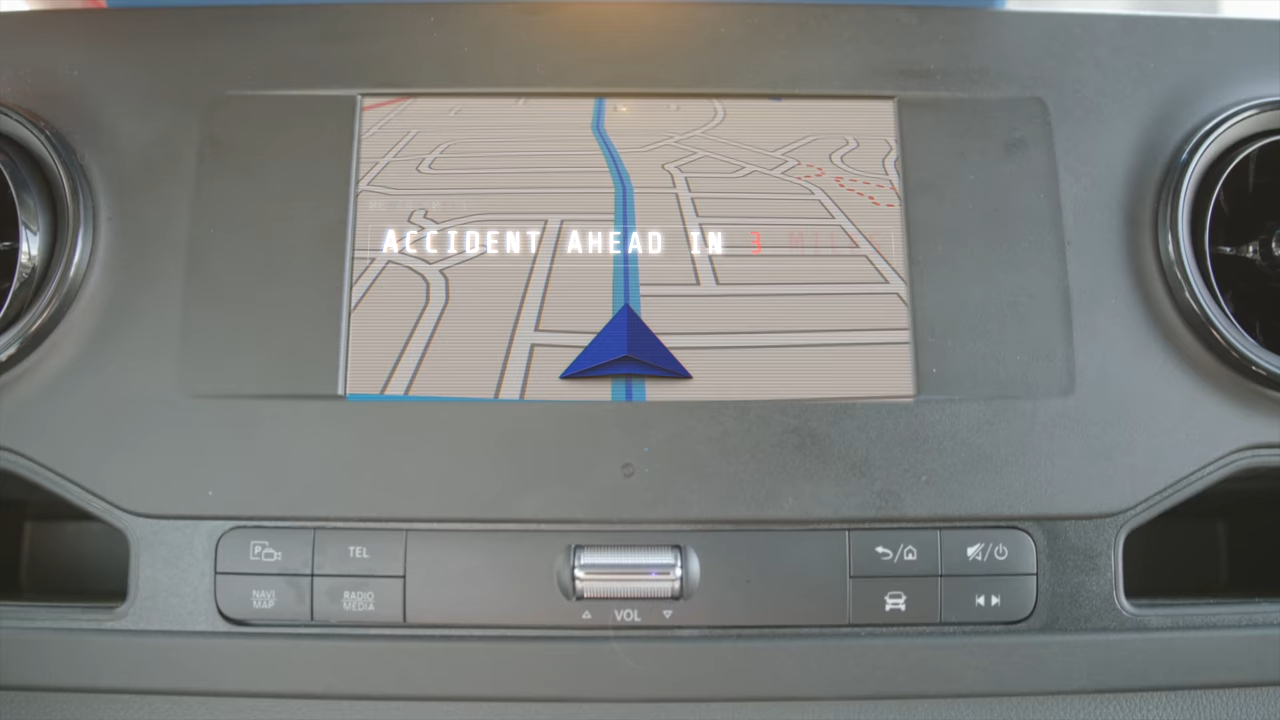 ACCIDENT AHEAD IN 3
TEL
NAVI
MAP
RADIO
MEDIA
VOL
P